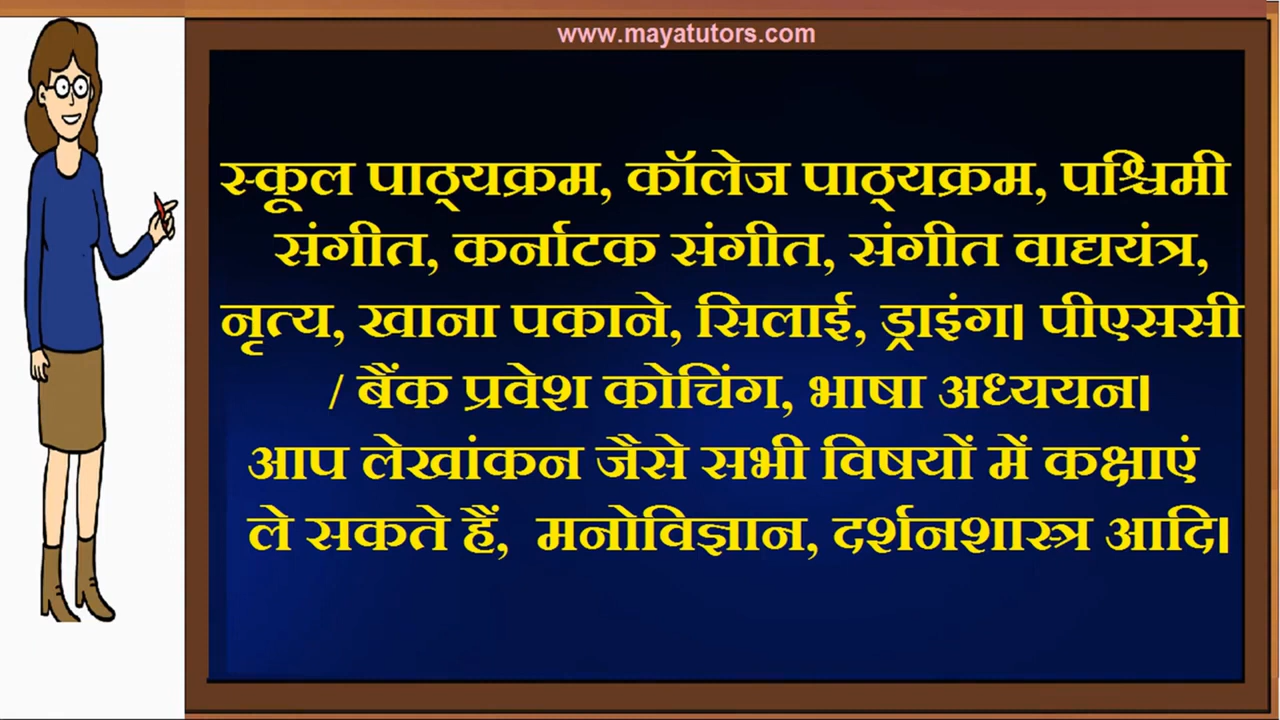 www.mayatutors.com
स्कूल पाठ्यक्रम, कॉलेज पाठ्यक्रम, पश्चिमी
संगीत, कर्नाटक संगीत, संगीत वाद्ययंत्र,
नृत्य, खाना पकाने, सिलाई, ड्राइंग। पीएससी
/ बैंक प्रवेश कोचिंग, भाषा अध्ययन।
आप लेखांकन जैसे सभी विषयों में कक्षाएं
ले सकते हैं, मनोविज्ञान, दर्शनशास्त्र आदि।